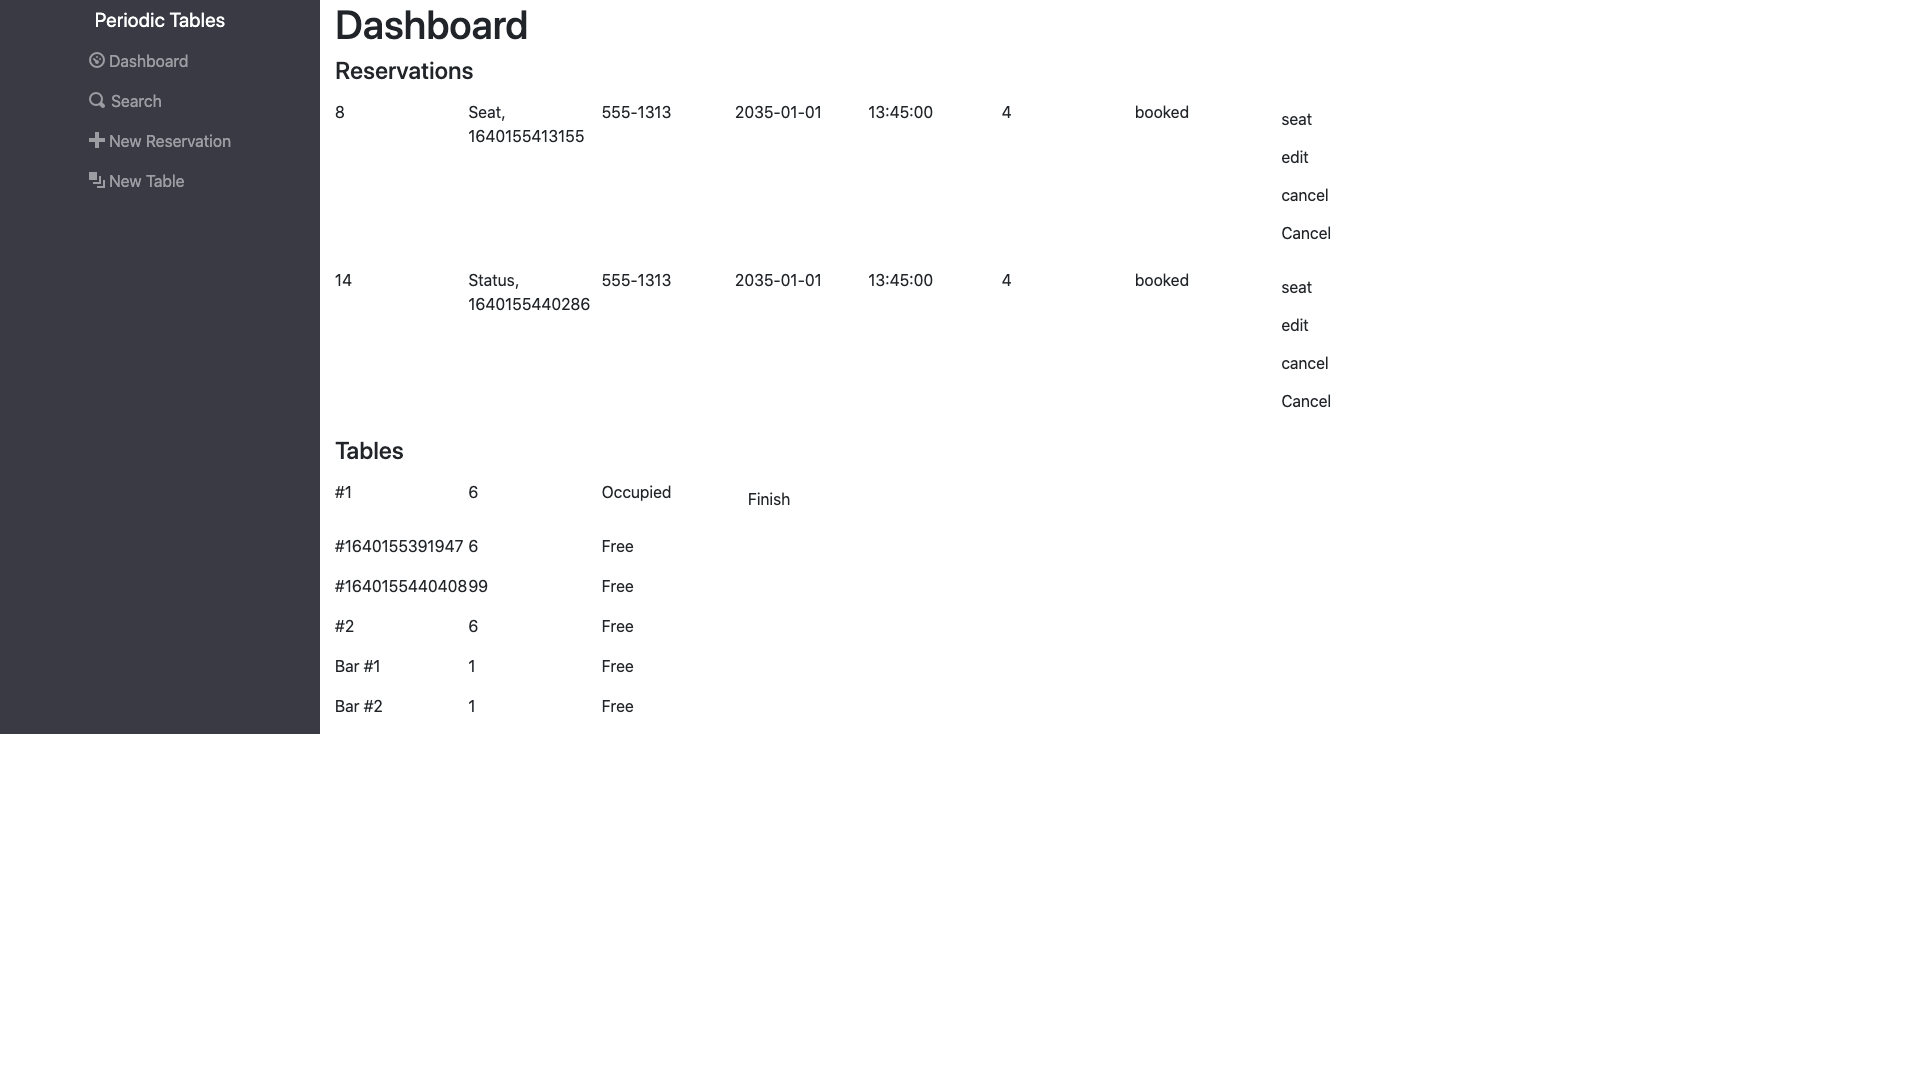 Periodic Tables
Dashboard
Search
New Reservation
New Table
Dashboard
Reservations
8 Seat, 555-1313 2035-01-01 13:45:00 4 booked seat
1640155413155
edit
cancel
Cancel
14 Status, 555-1313 2035-01-01 13:45:00 4 booked seat
1640155440286
edit
cancel
Cancel
Tables
#1 6 Occupied Finish
#1640155391947 6 Free
#16401554404089​9 Free
#2 6 Free
Bar #1 1 Free
Bar #2 1 Free